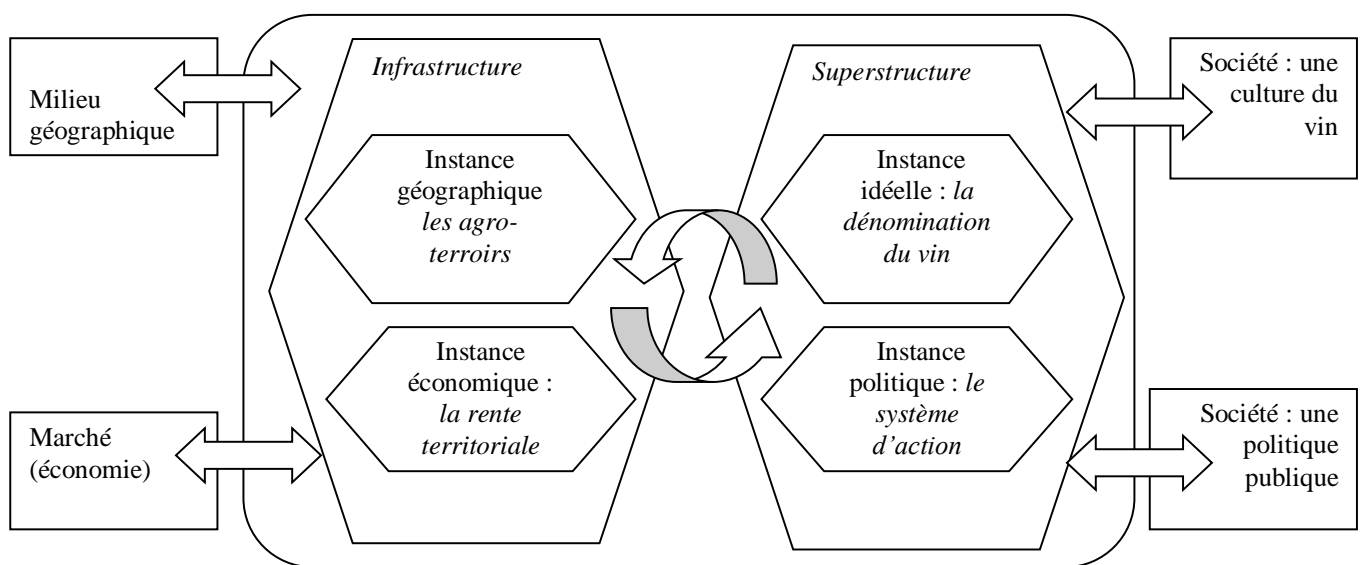 Milieu
géographique
Marché
(économie)
Infrastructure
Instance
géographique
les agro-
terroirs
Instance
économique :
la rente
territoriale
Superstructure
Instance
idéelle : la
dénomination
du vin
Instance
politique : le
système
d’action
Société : une
culture du
vin
Société : une
politique
publique